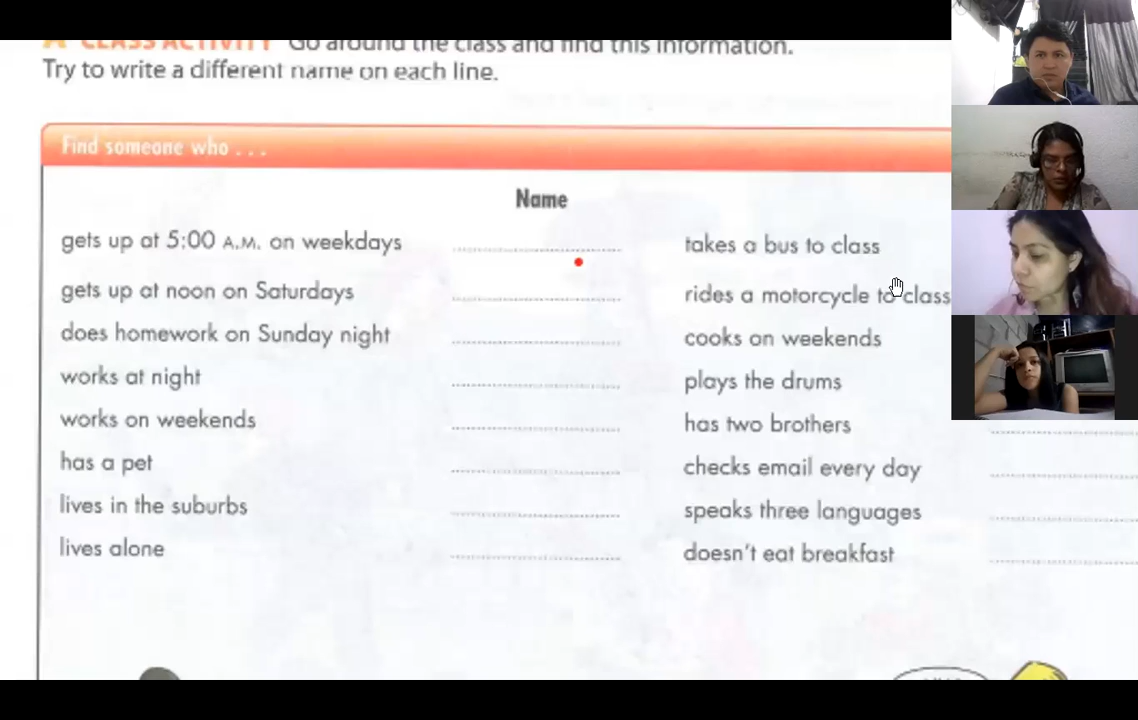 CLASS ACTIVITY Go around the class and find this information.
Try to write a different name on each line.
Find someone who . . .
Name
gets up at 5:00 A.M. on weekdays
gets up at noon on Saturdays
does homework on Sunday night
works at night
works on weekends
has a pet
lives in the suburbs
lives alone
takes a bus to class
rides a motorcycle to class
cooks on weekends
plays the drums
has two brothers
checks email every day
speaks three languages
doesn't eat breakfast